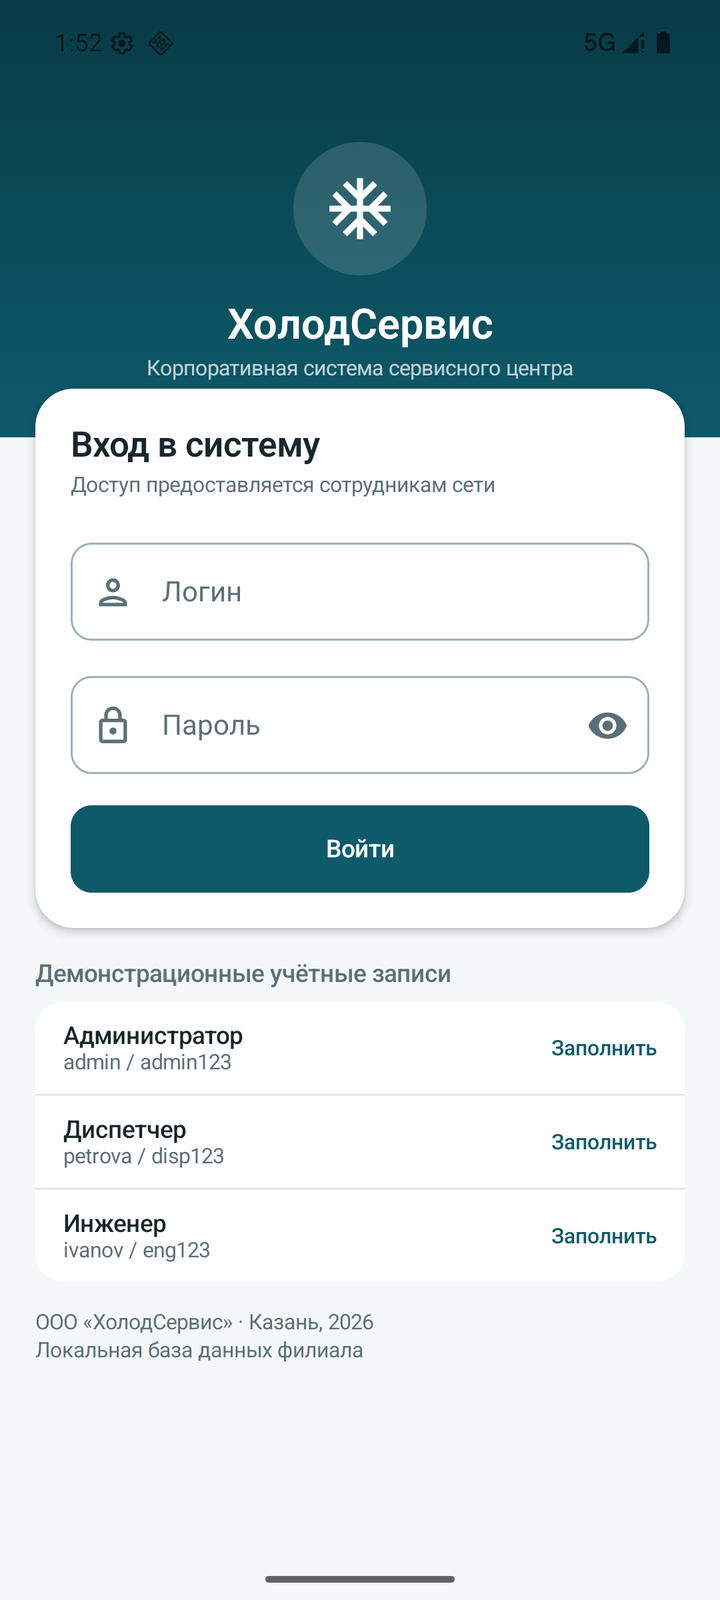 1:52
5G
ХолодСервис
Корпоративная система сервисного центра
Вход в систему
Доступ предоставляется сотрудникам сети
Логин
Пароль
Войти
Демонстрационные учётные записи
Администратор
admin / admin123
Заполнить
Диспетчер
petrova / disp123
Заполнить
Инженер
ivanov / eng123
Заполнить
ООО «ХолодСервис» · Казань, 2026
Локальная база данных филиала